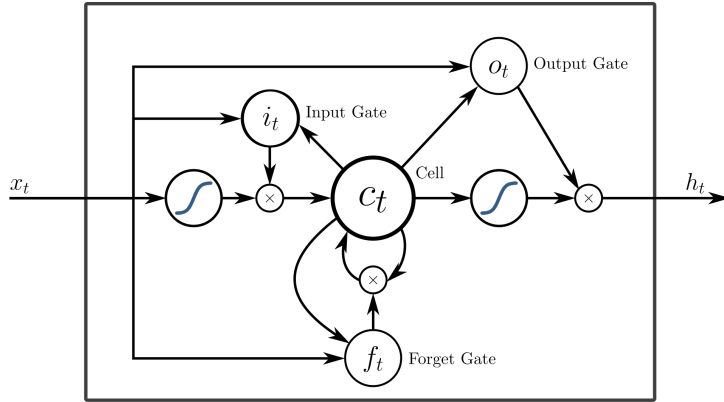 o_t Output Gate
i_t Input Gate
x_t
Cell
h_t
×
c_t
×
×
f_t Forget Gate